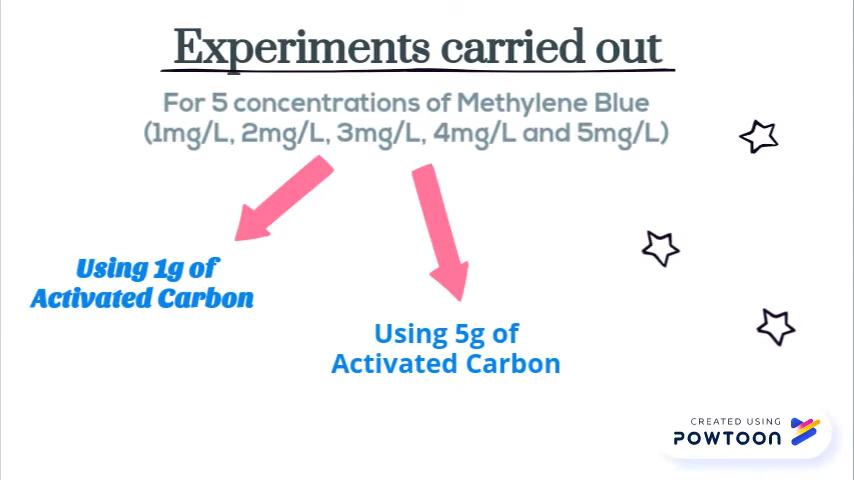 Experiments carried out
For 5 concentrations of Methylene Blue
(1mg/L, 2mg/L, 3mg/L, 4mg/L and 5mg/L)
Using 1g of
Activated Carbon
Using 5g of
Activated Carbon
CREATED USING
POWTOON